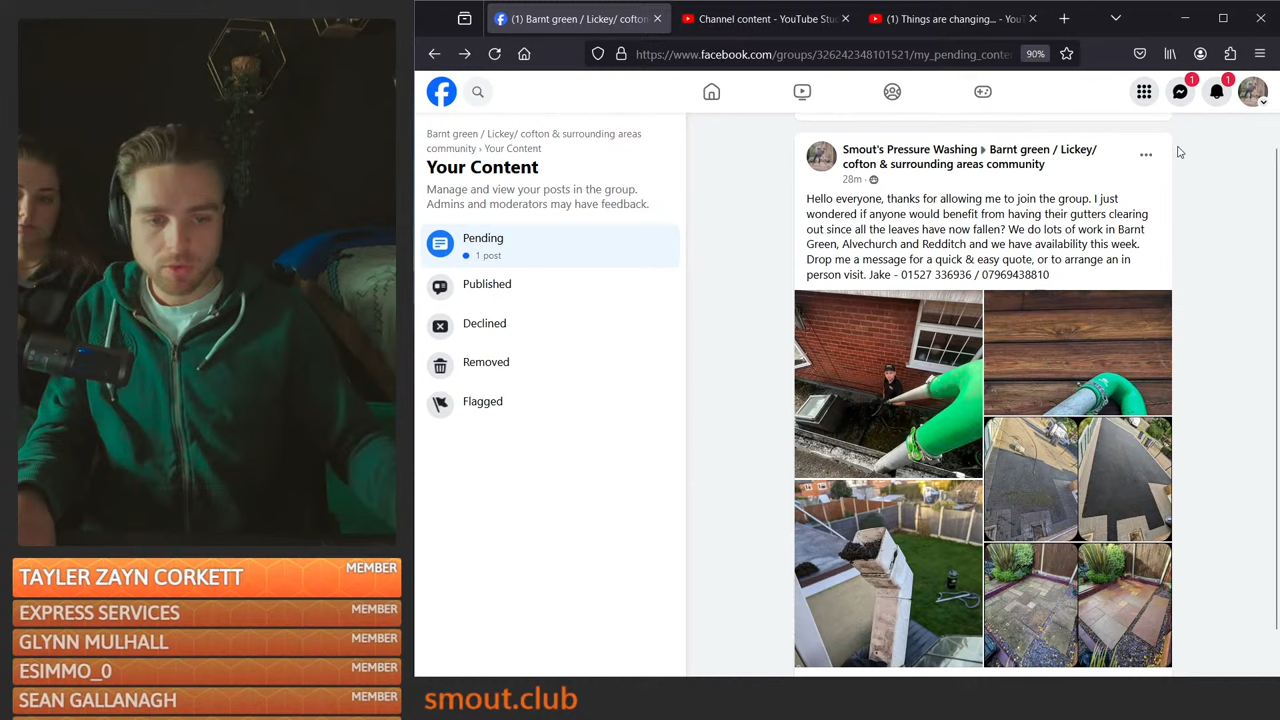 (1) Barnt green / Lickey/ cofton
Channel content - YouTube Stu
(1) Things are changing... - You
https://www.facebook.com/groups/326242348101521/my_pending_conte
90%
1
1
Barnt green / Lickey/ cofton & surrounding areas
community › Your Content
Your Content
Manage and view your posts in the group.
Admins and moderators may have feedback.
Pending
1 post
Published
Declined
Removed
Flagged
Smout's Pressure Washing ▸ Barnt green / Lickey/
cofton & surrounding areas community
28m ·
Hello everyone, thanks for allowing me to join the group. I just
wondered if anyone would benefit from having their gutters clearing
out since all the leaves have now fallen? We do lots of work in Barnt
Green, Alvechurch and Redditch and we have availability this week.
Drop me a message for a quick & easy quote, or to arrange an in
person visit. Jake - 01527 336936 / 07969438810
TAYLER ZAYN CORKETT MEMBER
EXPRESS SERVICES MEMBER
GLYNN MULHALL MEMBER
ESIMMO_0 MEMBER
SEAN GALLANAGH MEMBER
smout.club